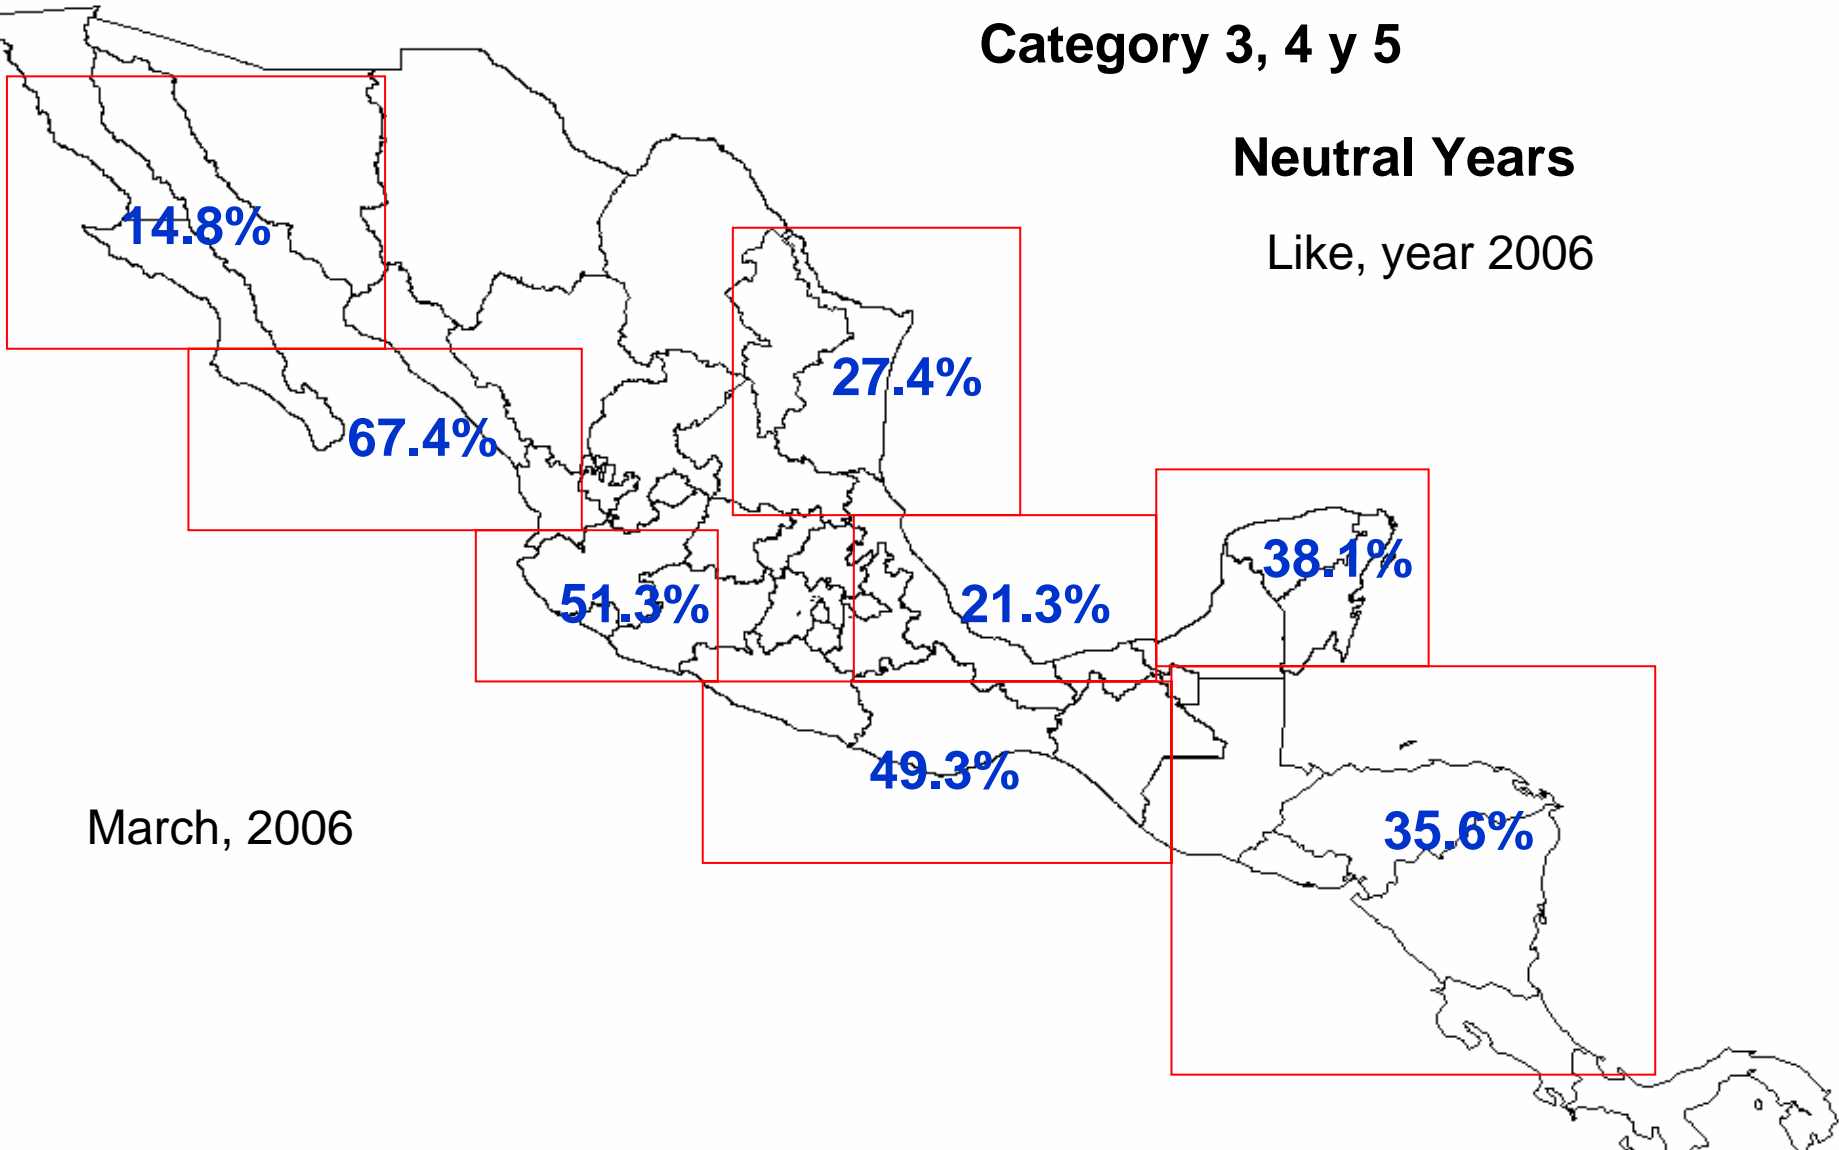 Category 3, 4 y 5
Neutral Years
Like, year 2006
14.8%
27.4%
67.4%
38.1%
51.3%
21.3%
49.3%
35.6%
March, 2006